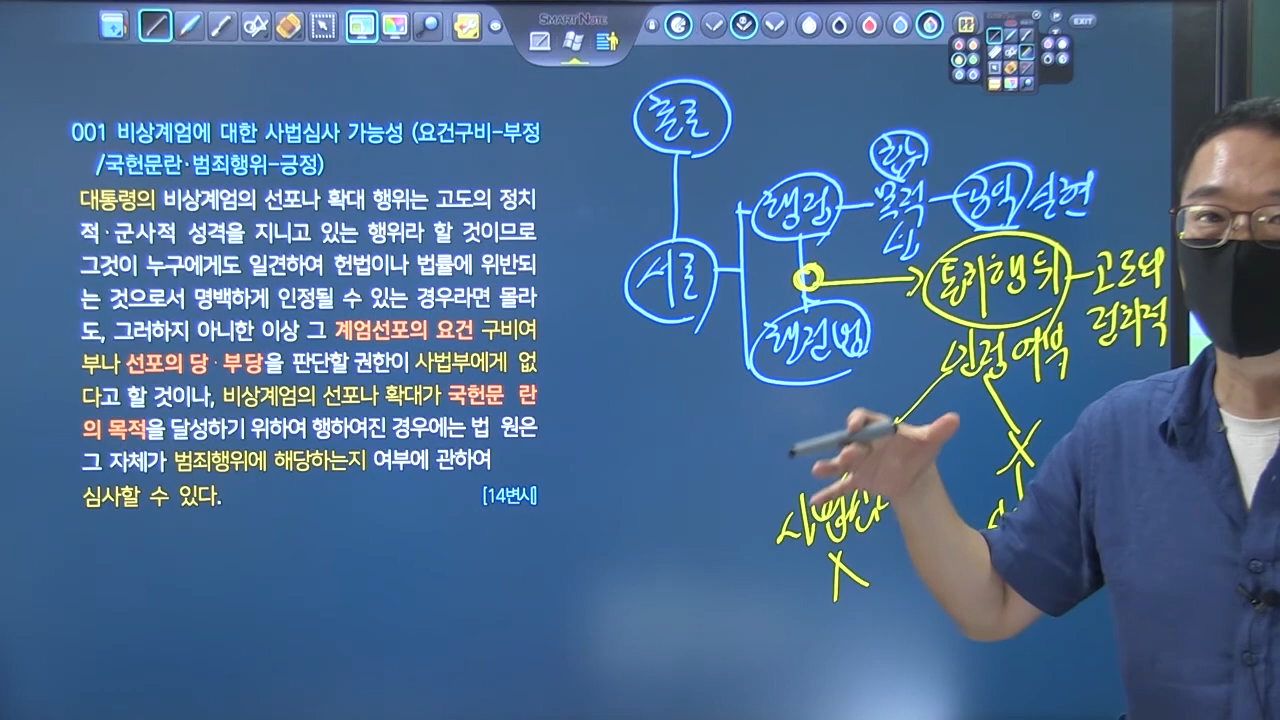 SMART NOTE
EXIT
001 비상계엄에 대한 사법심사 가능성 (요건구비-부정
/국헌문란·범죄행위-긍정)
대통령의 비상계엄의 선포나 확대 행위는 고도의 정치
적·군사적 성격을 지니고 있는 행위라 할 것이므로
그것이 누구에게도 일견하여 헌법이나 법률에 위반되
는 것으로서 명백하게 인정될 수 있는 경우라면 몰라
도, 그러하지 아니한 이상 그 계엄선포의 요건 구비여
부나 선포의 당·부당을 판단할 권한이 사법부에게 없
다고 할 것이나, 비상계엄의 선포나 확대가 국헌문 란
의 목적을 달성하기 위하여 행하여진 경우에는 법 원은
그 자체가 범죄행위에 해당하는지 여부에 관하여
심사할 수 있다.
[14변시]
서론
행정
목적
공익 실현
통치행위
고도의
행정법
인정여부
X
X